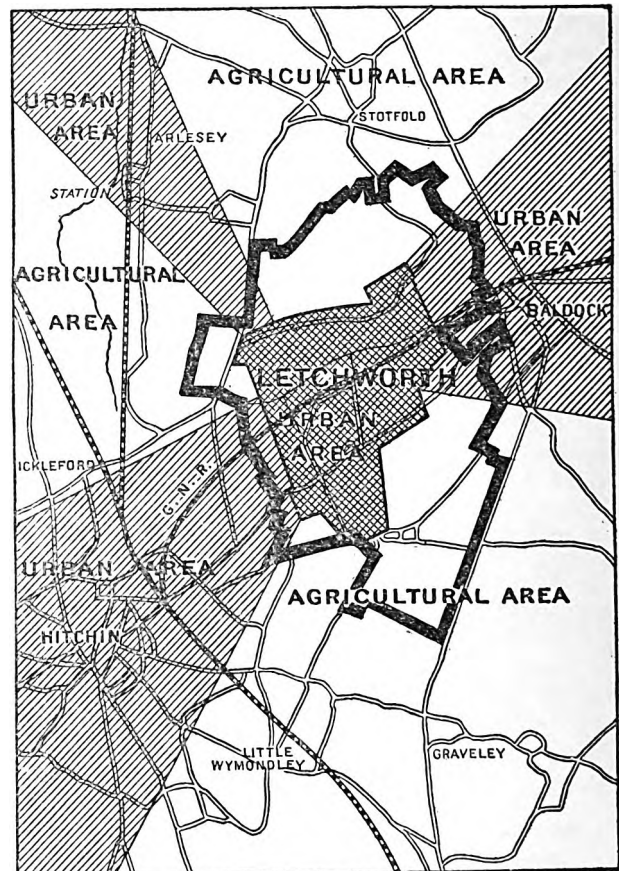 AGRICULTURAL AREA
STOTFOLD
URBAN
AREA
ARLESEY
STATION
URBAN
AREA
AGRICULTURAL
AREA
BALDOCK
LETCHWORTH
URBAN
AREA
ICKLEFORD
G.N.R.
URBAN AREA
AGRICULTURAL AREA
HITCHIN
LITTLE
WYMONDLEY
GRAVELEY